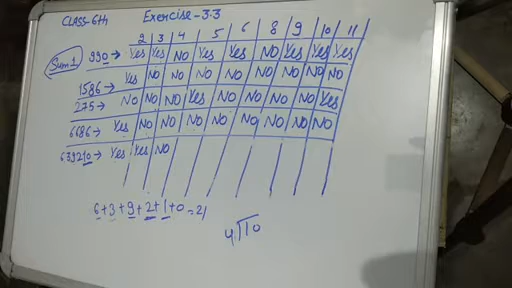 CLASS-6th Exercise-3.3
2 3 4 5 6 8 9 10 11
Sum 1
990→ Yes Yes NO Yes Yes NO Yes Yes Yes
1586→ Yes NO NO NO NO NO NO NO NO
275→ NO NO NO Yes NO NO NO NO Yes
6686→ Yes NO NO NO NO NO NO NO NO
639210→ Yes Yes NO
6+3+9+2+1+0=21
4√10